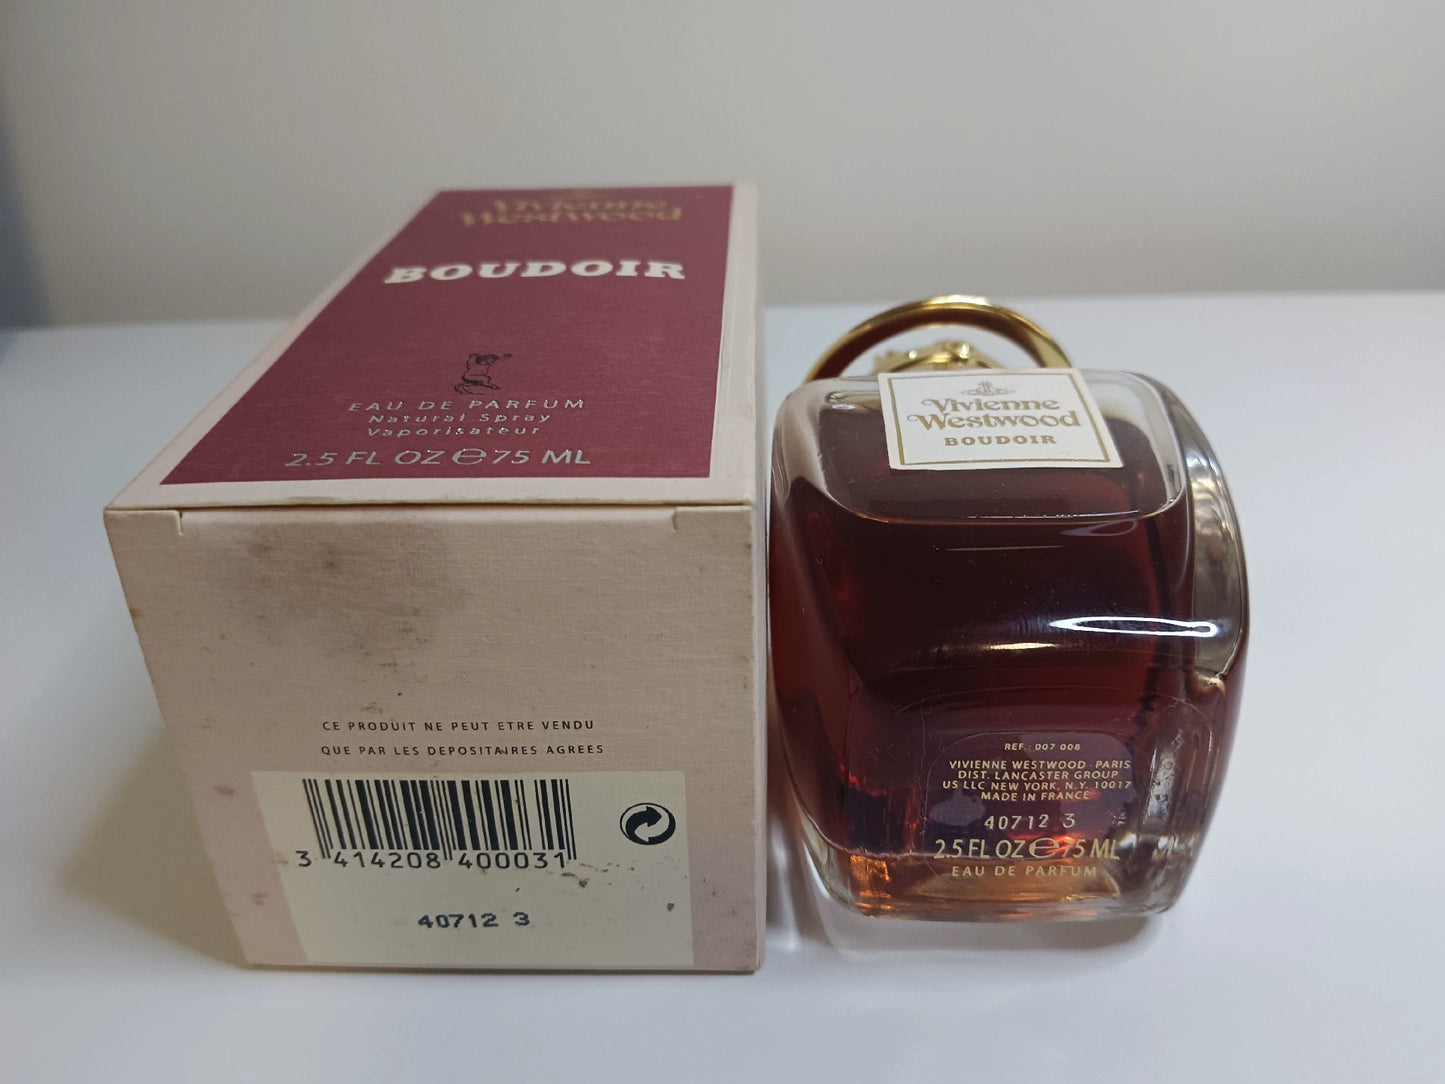 Vivienne
Westwood
BOUDOIR
EAU DE PARFUM
Natural Spray
Vaporisateur
2.5 FL OZ ℮ 75 ML
CE PRODUIT NE PEUT ETRE VENDU
QUE PAR LES DEPOSITAIRES AGREES
3 414208 400031
40712 3
Vivienne
Westwood
BOUDOIR
REF.: 007 008
VIVIENNE WESTWOOD · PARIS
DIST. LANCASTER GROUP
US LLC NEW YORK, N.Y. 10017
MADE IN FRANCE
40712 3
2.5 FL OZ ℮ 75 ML
EAU DE PARFUM